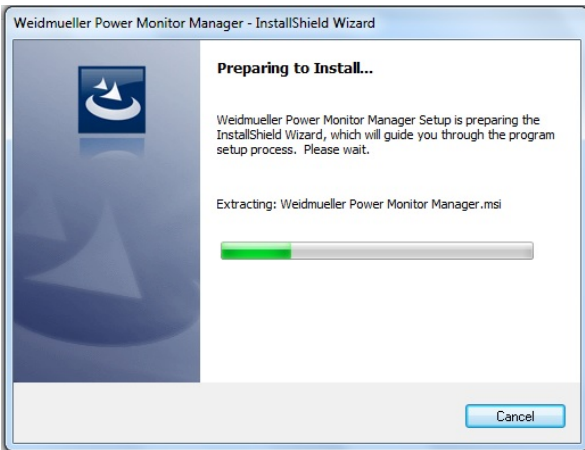 Weidmueller Power Monitor Manager - InstallShield Wizard
Preparing to Install...
Weidmueller Power Monitor Manager Setup is preparing the
InstallShield Wizard, which will guide you through the program
setup process. Please wait.
Extracting: Weidmueller Power Monitor Manager.msi
Cancel